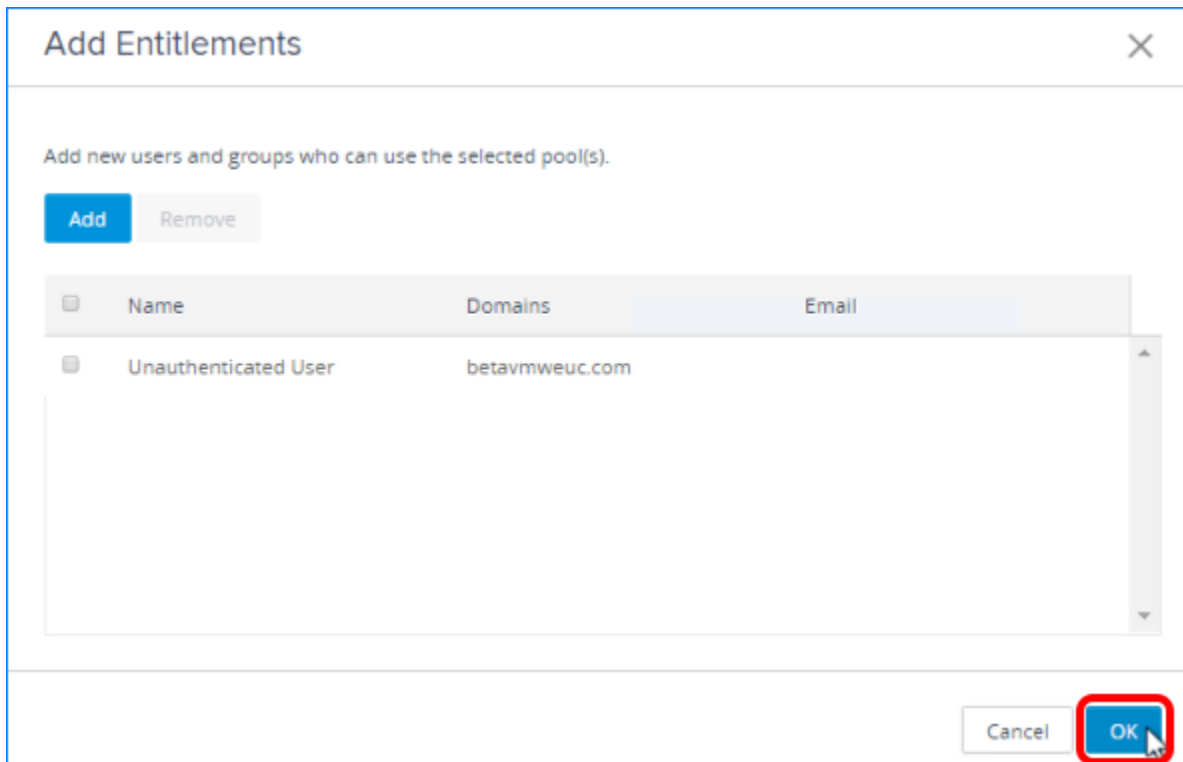 Add Entitlements
Add new users and groups who can use the selected pool(s).
Add Remove
Name Domains Email
Unauthenticated User betavmweuc.com
Cancel OK